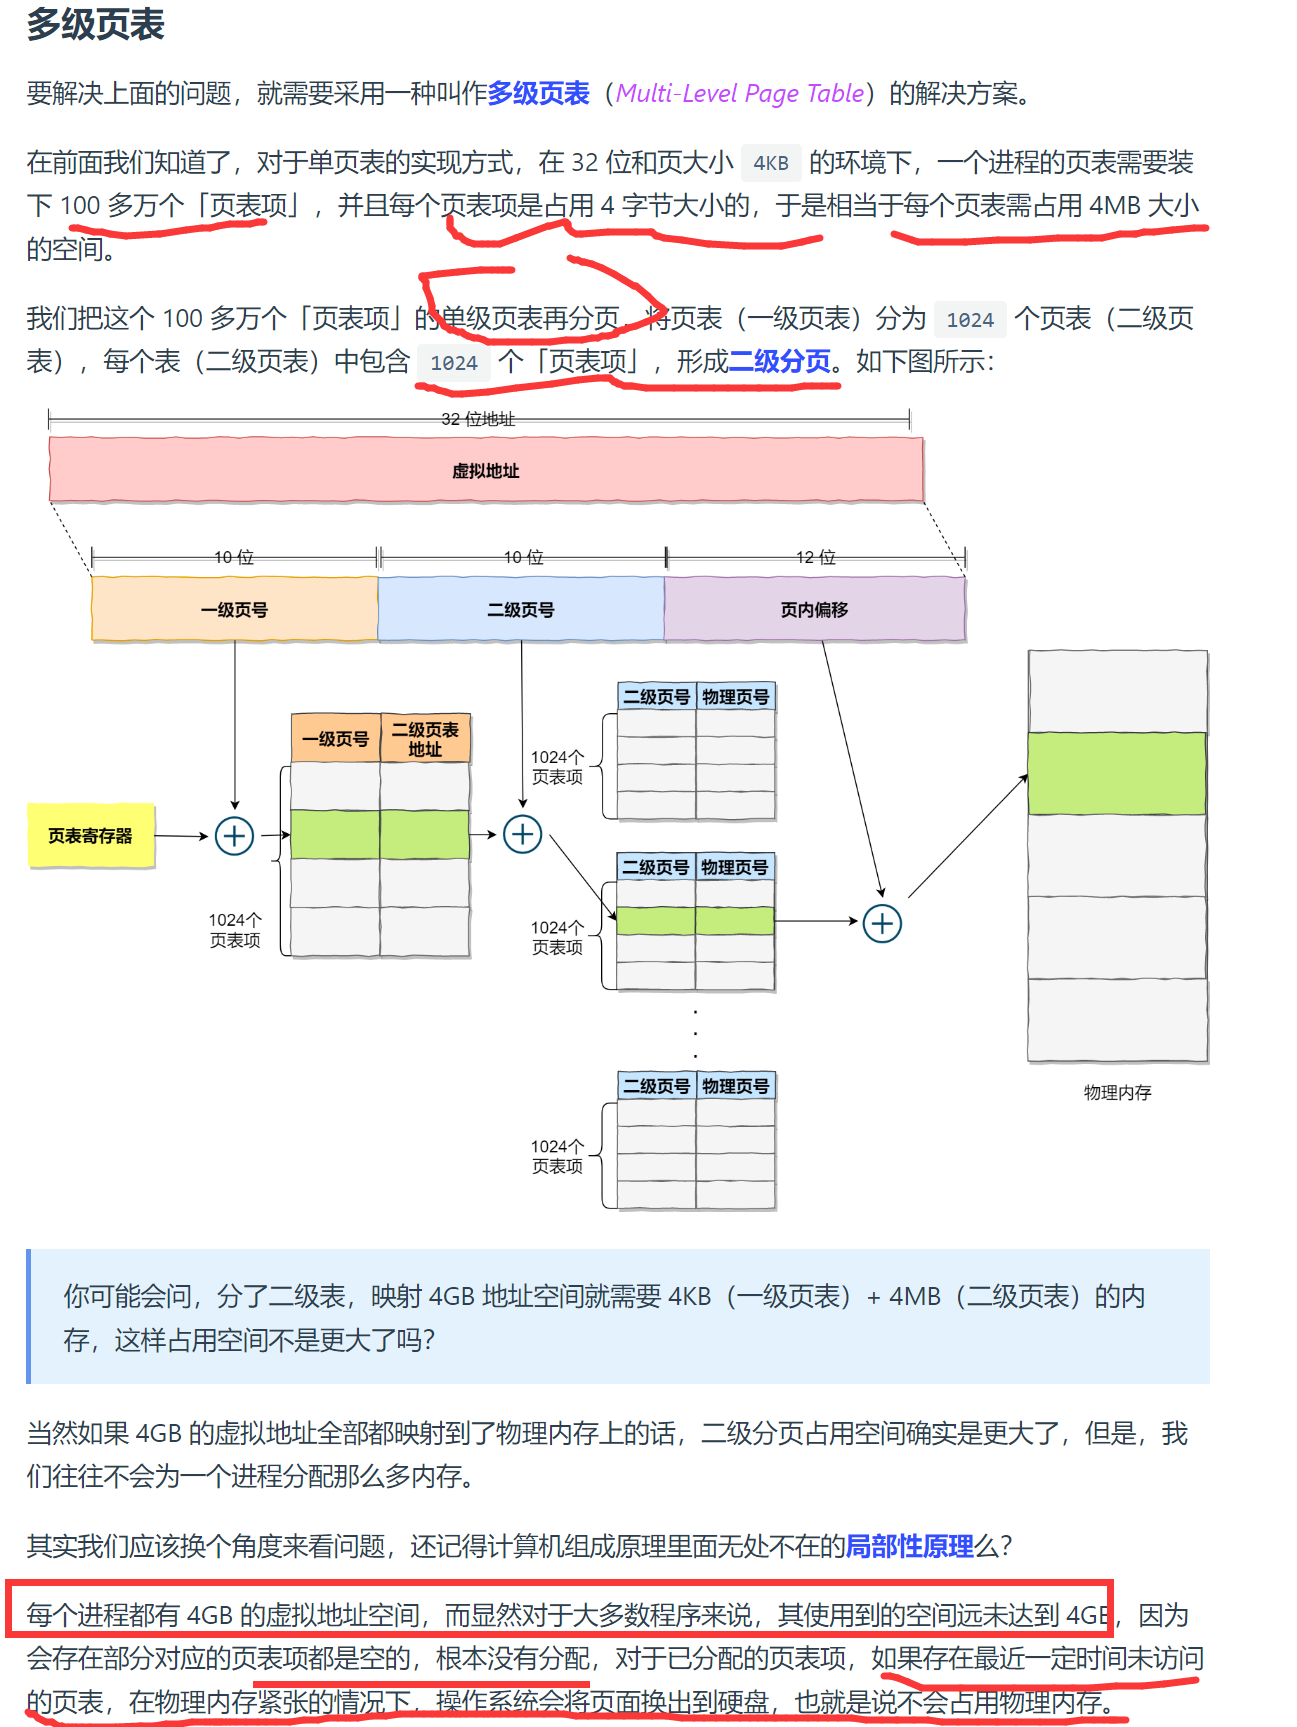 多级页表
要解决上面的问题，就需要采用一种叫作多级页表（Multi-Level Page Table）的解决方案。
在前面我们知道了，对于单页表的实现方式，在 32 位和页大小 4KB 的环境下，一个进程的页表需要装
下 100 多万个「页表项」，并且每个页表项是占用 4 字节大小的，于是相当于每个页表需占用 4MB 大小
的空间。
我们把这个 100 多万个「页表项」的单级页表再分页，将页表（一级页表）分为 1024 个页表（二级页
表），每个表（二级页表）中包含 1024 个「页表项」，形成二级分页。如下图所示：
32 位地址
虚拟地址
10 位
10 位
12 位
一级页号
二级页号
页内偏移
二级页号 物理页号
一级页号
二级页表
地址
1024个
页表项
页表寄存器
二级页号 物理页号
1024个
页表项
1024个
页表项
二级页号 物理页号
1024个
页表项
物理内存
你可能会问，分了二级表，映射 4GB 地址空间就需要 4KB（一级页表）+ 4MB（二级页表）的内
存，这样占用空间不是更大了吗？
当然如果 4GB 的虚拟地址全部都映射到了物理内存上的话，二级分页占用空间确实是更大了，但是，我
们往往不会为一个进程分配那么多内存。
其实我们应该换个角度来看问题，还记得计算机组成原理里面无处不在的局部性原理么？
每个进程都有 4GB 的虚拟地址空间，而显然对于大多数程序来说，其使用到的空间远未达到 4GB，因为
会存在部分对应的页表项都是空的，根本没有分配，对于已分配的页表项，如果存在最近一定时间未访问
的页表，在物理内存紧张的情况下，操作系统会将页面换出到硬盘，也就是说不会占用物理内存。